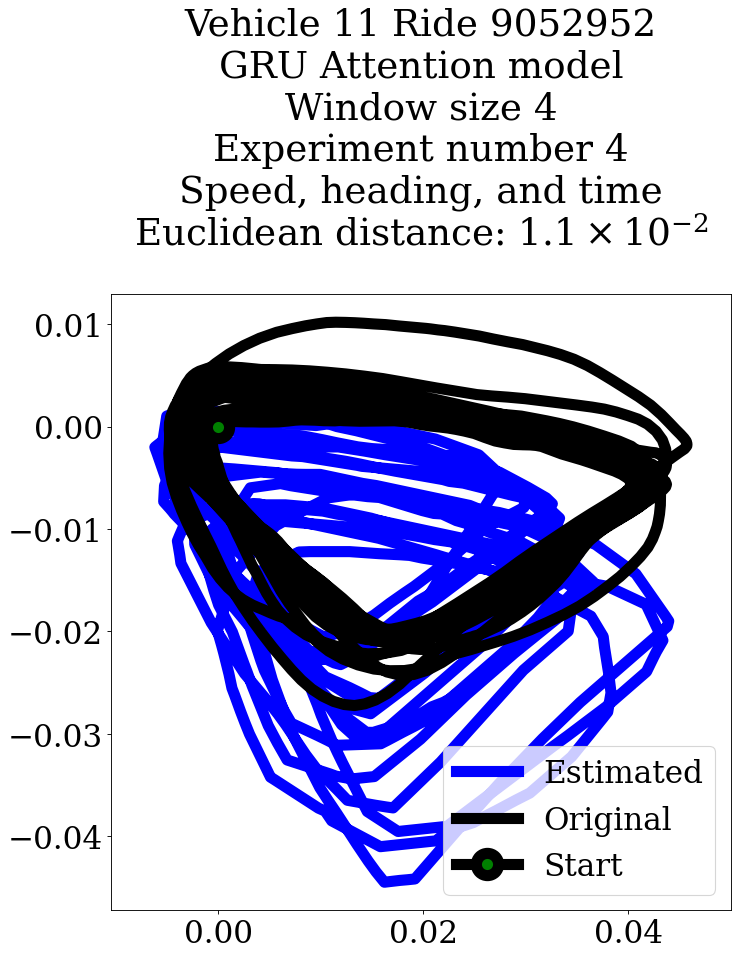 Vehicle 11 Ride 9052952
GRU Attention model
Window size 4
Experiment number 4
Speed, heading, and time
Euclidean distance: 1.1 × 10⁻²
0.01
0.00
−0.01
−0.02
−0.03
−0.04
Estimated
Original
Start
0.00 0.02 0.04